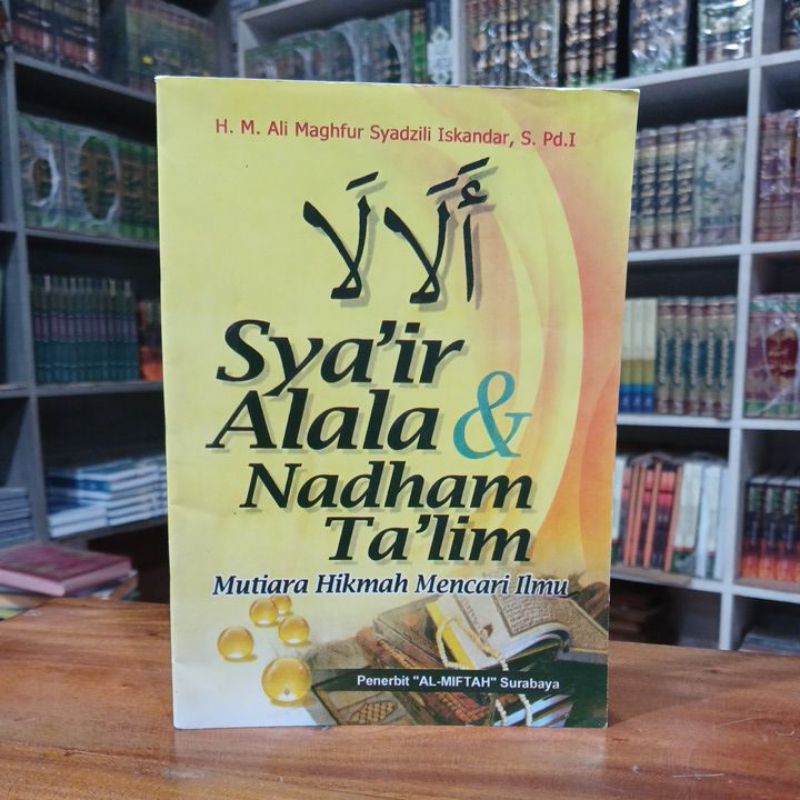 H. M. Ali Maghfur Syadzili Iskandar, S. Pd.I
أَلَا لَا
Sya'ir
Alala &
Nadham
Ta'lim
Mutiara Hikmah Mencari Ilmu
Penerbit "AL-MIFTAH" Surabaya